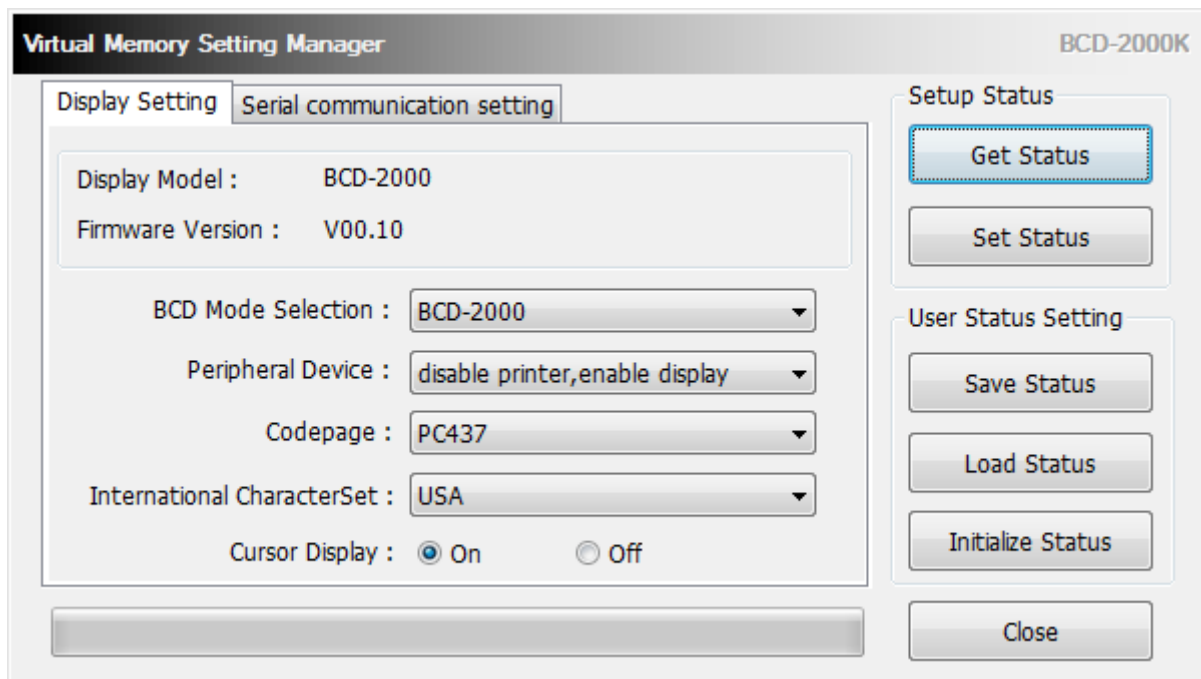 Virtual Memory Setting Manager BCD-2000K
Display Setting Serial communication setting
Display Model : BCD-2000
Firmware Version : V00.10
BCD Mode Selection : BCD-2000
Peripheral Device : disable printer,enable display
Codepage : PC437
International CharacterSet : USA
Cursor Display : On Off
Setup Status
Get Status
Set Status
User Status Setting
Save Status
Load Status
Initialize Status
Close